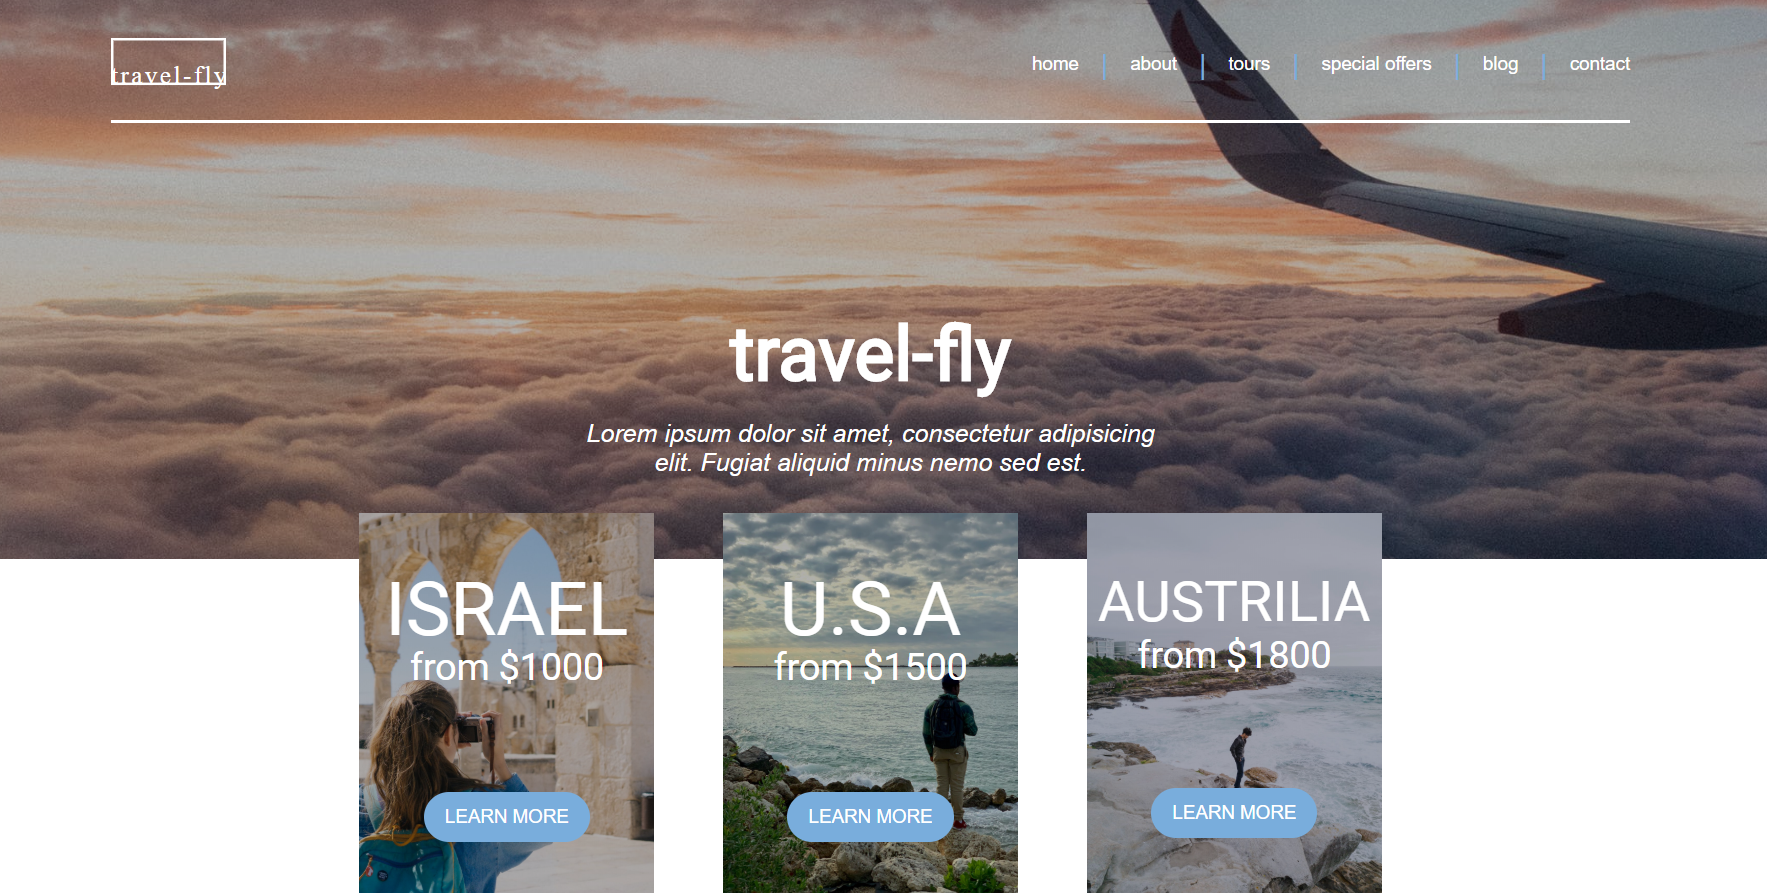 travel-fly
home | about | tours | special offers | blog | contact
travel-fly
Lorem ipsum dolor sit amet, consectetur adipisicing
elit. Fugiat aliquid minus nemo sed est.
ISRAEL
from $1000
LEARN MORE
U.S.A
from $1500
LEARN MORE
AUSTRILIA
from $1800
LEARN MORE